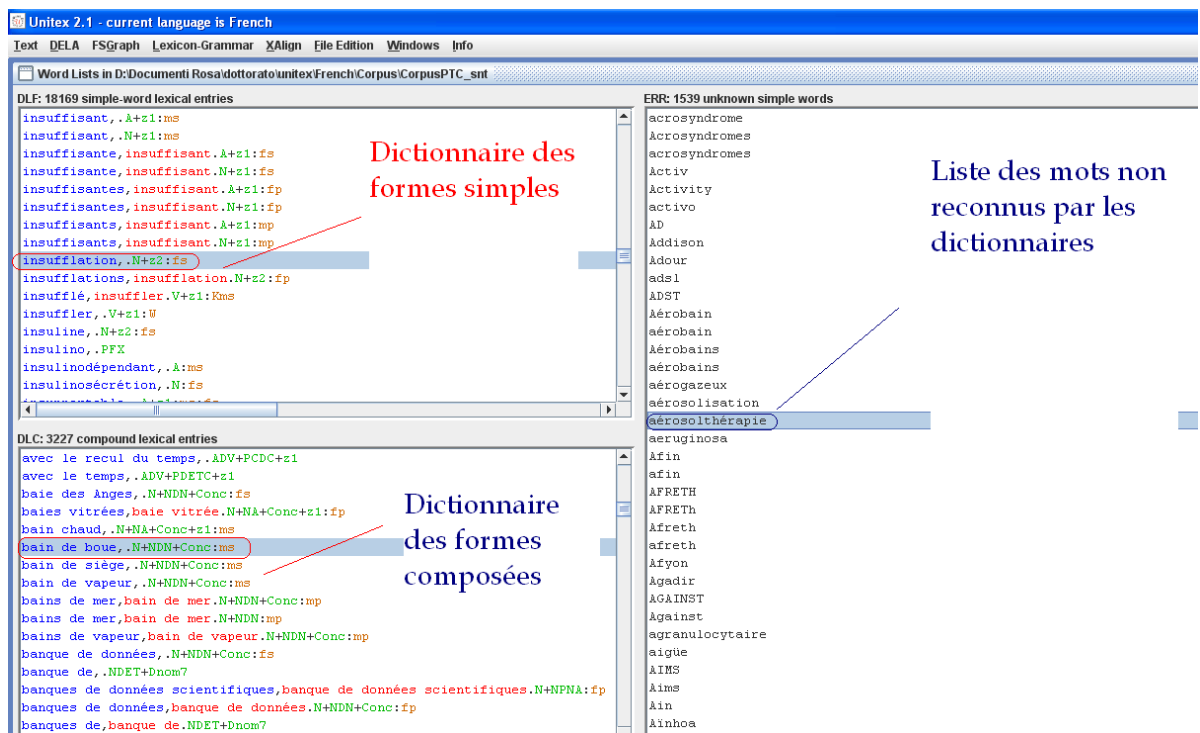 Unitex 2.1 - current language is French
Text DELA FSGraph Lexicon-Grammar XAlign File Edition Windows Info
Word Lists in D:\Documenti Rosa\dottorato\unitex\French\Corpus\CorpusPTC_snt
DLF: 18169 simple-word lexical entries
insuffisant,.A+z1:ms
insuffisant,.N+z1:ms
insuffisante,insuffisant.A+z1:fs
insuffisante,insuffisant.N+z1:fs
insuffisantes,insuffisant.A+z1:fp
insuffisantes,insuffisant.N+z1:fp
insuffisants,insuffisant.A+z1:mp
insuffisants,insuffisant.N+z1:mp
insufflation,.N+z2:fs
insufflations,insufflation.N+z2:fp
insufflé,insuffler.V+z1:Kms
insuffler,.V+z1:W
insuline,.N+z2:fs
insulino,.PFX
insulinodépendant,.A:ms
insulinosécrétion,.N:fs
Dictionnaire des
formes simples
DLC: 3227 compound lexical entries
avec le recul du temps,.ADV+PCDC+z1
avec le temps,.ADV+PDETC+z1
baie des Anges,.N+NDN+Conc:fs
baies vitrées,baie vitrée.N+NA+Conc+z1:fp
bain chaud,.N+NA+Conc+z1:ms
bain de boue,.N+NDN+Conc:ms
bain de siège,.N+NDN+Conc:ms
bain de vapeur,.N+NDN+Conc:ms
bains de mer,bain de mer.N+NDN+Conc:mp
bains de mer,bain de mer.N+NDN:mp
bains de vapeur,bain de vapeur.N+NDN+Conc:mp
banque de données,.N+NDN+Conc:fs
banque de,.NDET+Dnom7
banques de données scientifiques,banque de données scientifiques.N+NPNA:fp
banques de données,banque de données.N+NDN+Conc:fp
banques de,banque de.NDET+Dnom7
Dictionnaire
des formes
composées
ERR: 1539 unknown simple words
acrosyndrome
Acrosyndromes
acrosyndromes
Activ
Activity
activo
AD
Addison
Adour
adsl
ADST
Aérobain
aérobain
Aérobains
aérobains
aérogazeux
aérosolisation
aérosolthérapie
aeruginosa
Afin
afin
AFRETH
AFRETh
Afreth
afreth
Afyon
Agadir
AGAINST
Against
agranulocytaire
aigüe
AIMS
Aims
Ain
Aïnhoa
Liste des mots non
reconnus par les
dictionnaires